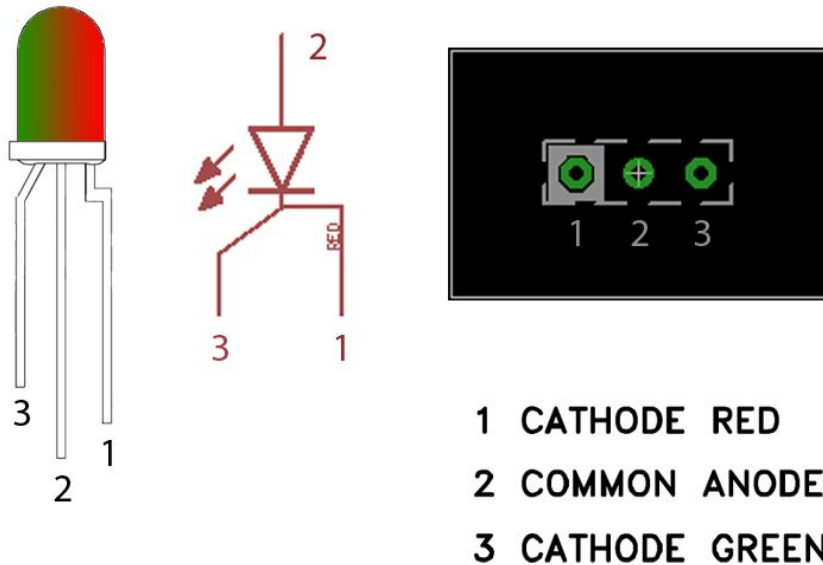 2
RED
3 1
3
1
2
1 2 3
1 CATHODE RED
2 COMMON ANODE
3 CATHODE GREEN